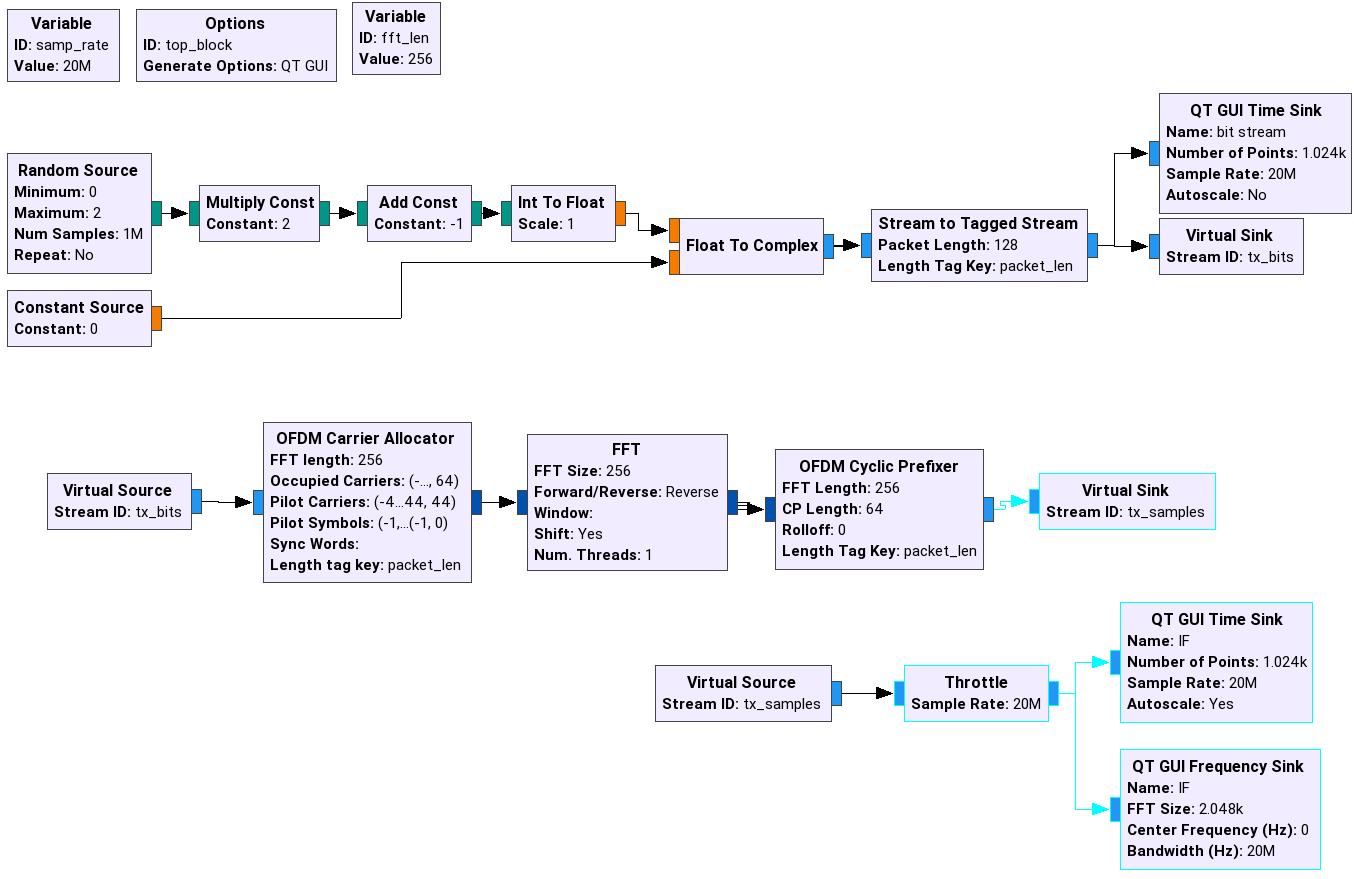 Variable
ID: samp_rate
Value: 20M
Options
ID: top_block
Generate Options: QT GUI
Variable
ID: fft_len
Value: 256
Random Source
Minimum: 0
Maximum: 2
Num Samples: 1M
Repeat: No
Multiply Const
Constant: 2
Add Const
Constant: -1
Int To Float
Scale: 1
Constant Source
Constant: 0
Float To Complex
Stream to Tagged Stream
Packet Length: 128
Length Tag Key: packet_len
QT GUI Time Sink
Name: bit stream
Number of Points: 1.024k
Sample Rate: 20M
Autoscale: No
Virtual Sink
Stream ID: tx_bits
Virtual Source
Stream ID: tx_bits
OFDM Carrier Allocator
FFT length: 256
Occupied Carriers: (-..., 64)
Pilot Carriers: (-4...44, 44)
Pilot Symbols: (-1,...(-1, 0)
Sync Words:
Length tag key: packet_len
FFT
FFT Size: 256
Forward/Reverse: Reverse
Window:
Shift: Yes
Num. Threads: 1
OFDM Cyclic Prefixer
FFT Length: 256
CP Length: 64
Rolloff: 0
Length Tag Key: packet_len
Virtual Sink
Stream ID: tx_samples
Virtual Source
Stream ID: tx_samples
Throttle
Sample Rate: 20M
QT GUI Time Sink
Name: IF
Number of Points: 1.024k
Sample Rate: 20M
Autoscale: Yes
QT GUI Frequency Sink
Name: IF
FFT Size: 2.048k
Center Frequency (Hz): 0
Bandwidth (Hz): 20M